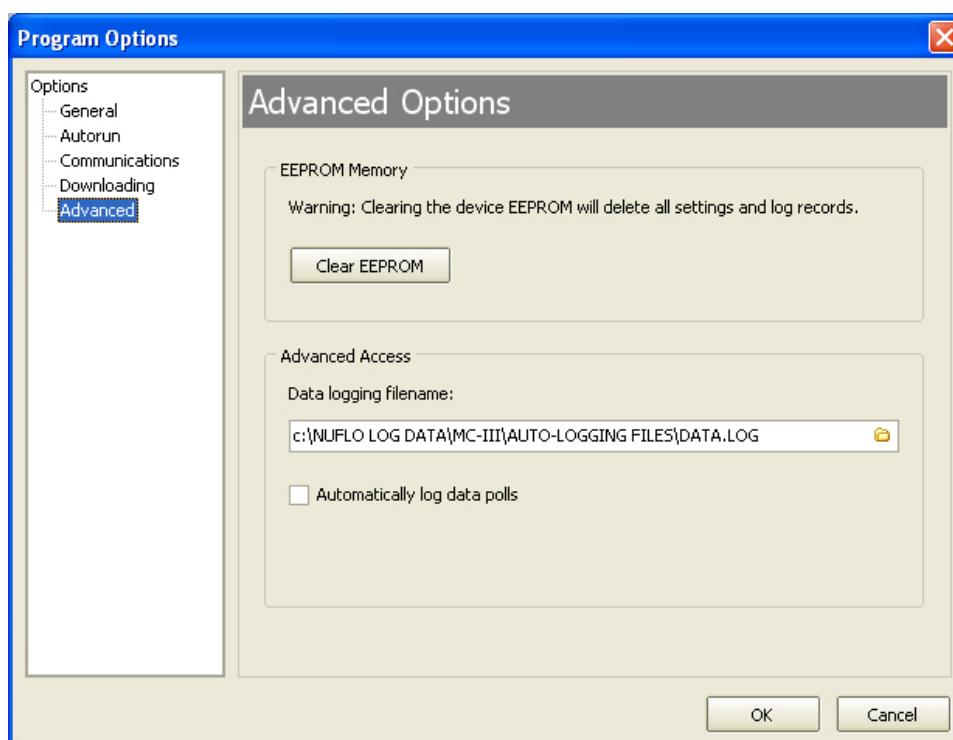 Program Options
Options
General
Autorun
Communications
Downloading
Advanced
Advanced Options
EEPROM Memory
Warning: Clearing the device EEPROM will delete all settings and log records.
Clear EEPROM
Advanced Access
Data logging filename:
c:\NUFLO LOG DATA\MC-III\AUTO-LOGGING FILES\DATA.LOG
Automatically log data polls
OK
Cancel